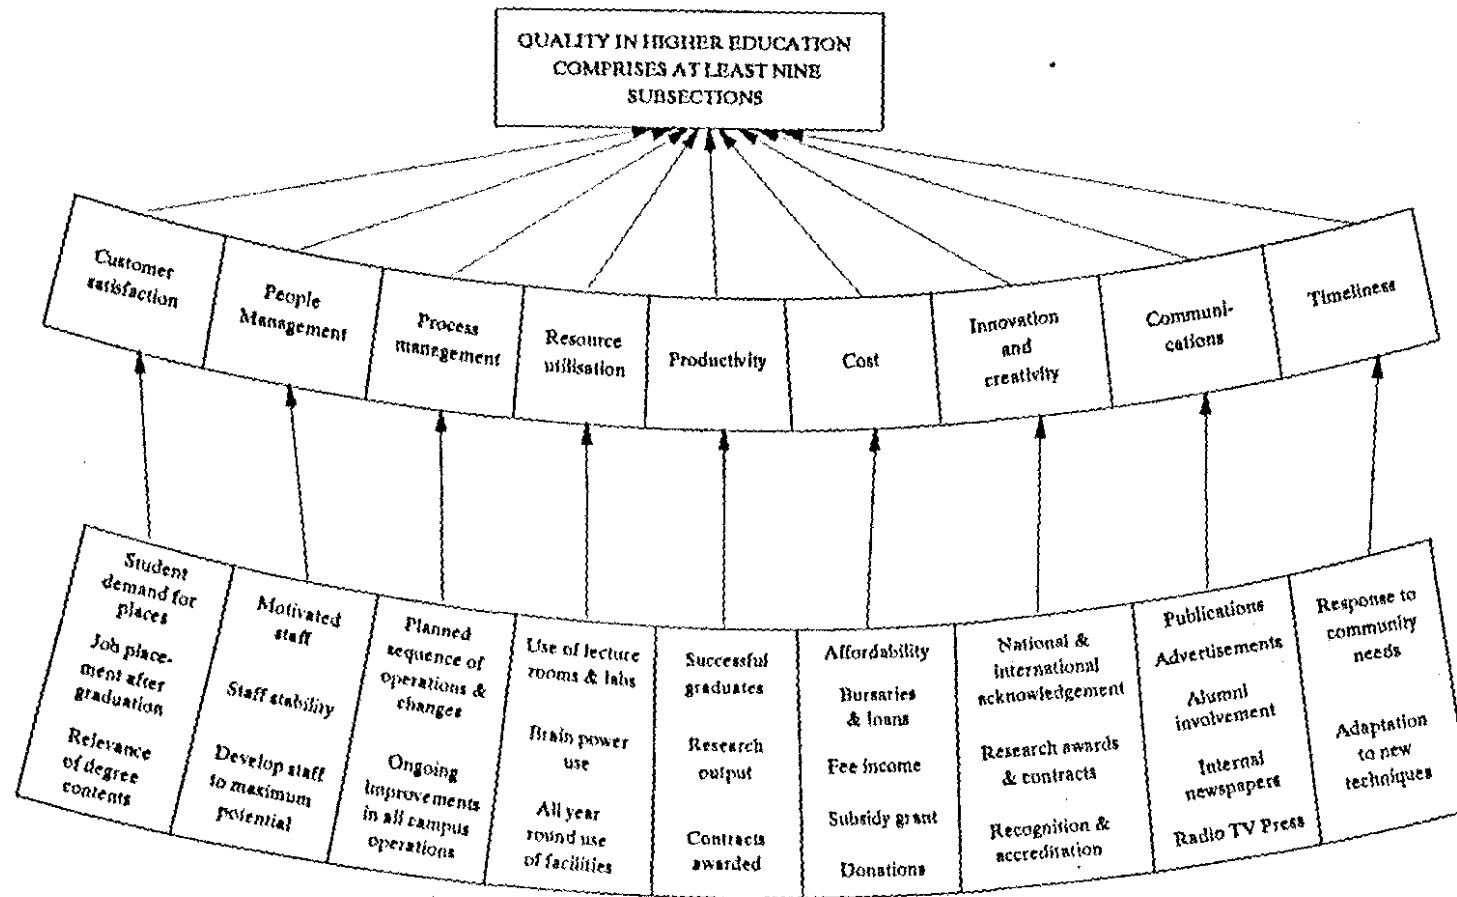 QUALITY IN HIGHER EDUCATION
COMPRISES AT LEAST NINE
SUBSECTIONS
Customer
satisfaction
People
Management
Process
management
Resource
utilisation
Productivity
Cost
Innovation
and
creativity
Communi-
cations
Timeliness
Student
demand for
places
Job place-
ment after
graduation
Relevance
of degree
contents
Motivated
staff
Staff stability
Develop staff
to maximum
potential
Planned
sequence of
operations &
changes
Ongoing
improvements
in all campus
operations
Use of lecture
rooms & labs
Brain power
use
All year
round use
of facilities
Successful
graduates
Research
output
Contracts
awarded
Affordability
Bursaries
& loans
Fee income
Subsidy grant
Donations
National &
international
acknowledgement
Research awards
& contracts
Recognition &
accreditation
Publications
Advertisements
Alumni
involvement
Internal
newspapers
Radio TV Press
Response to
community
needs
Adaptation
to new
techniques